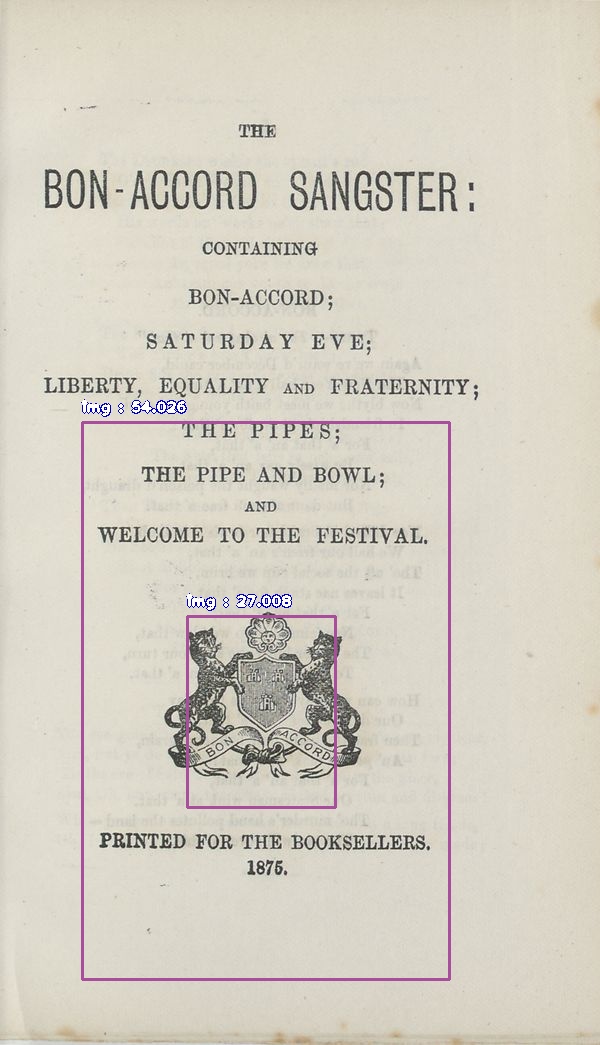 THE
BON-ACCORD SANGSTER:
CONTAINING
BON-ACCORD;
SATURDAY EVE;
LIBERTY, EQUALITY AND FRATERNITY;
img : 54.026
THE PIPES;
THE PIPE AND BOWL;
AND
WELCOME TO THE FESTIVAL.
img : 27.008
BON ACCORD
PRINTED FOR THE BOOKSELLERS.
1875.